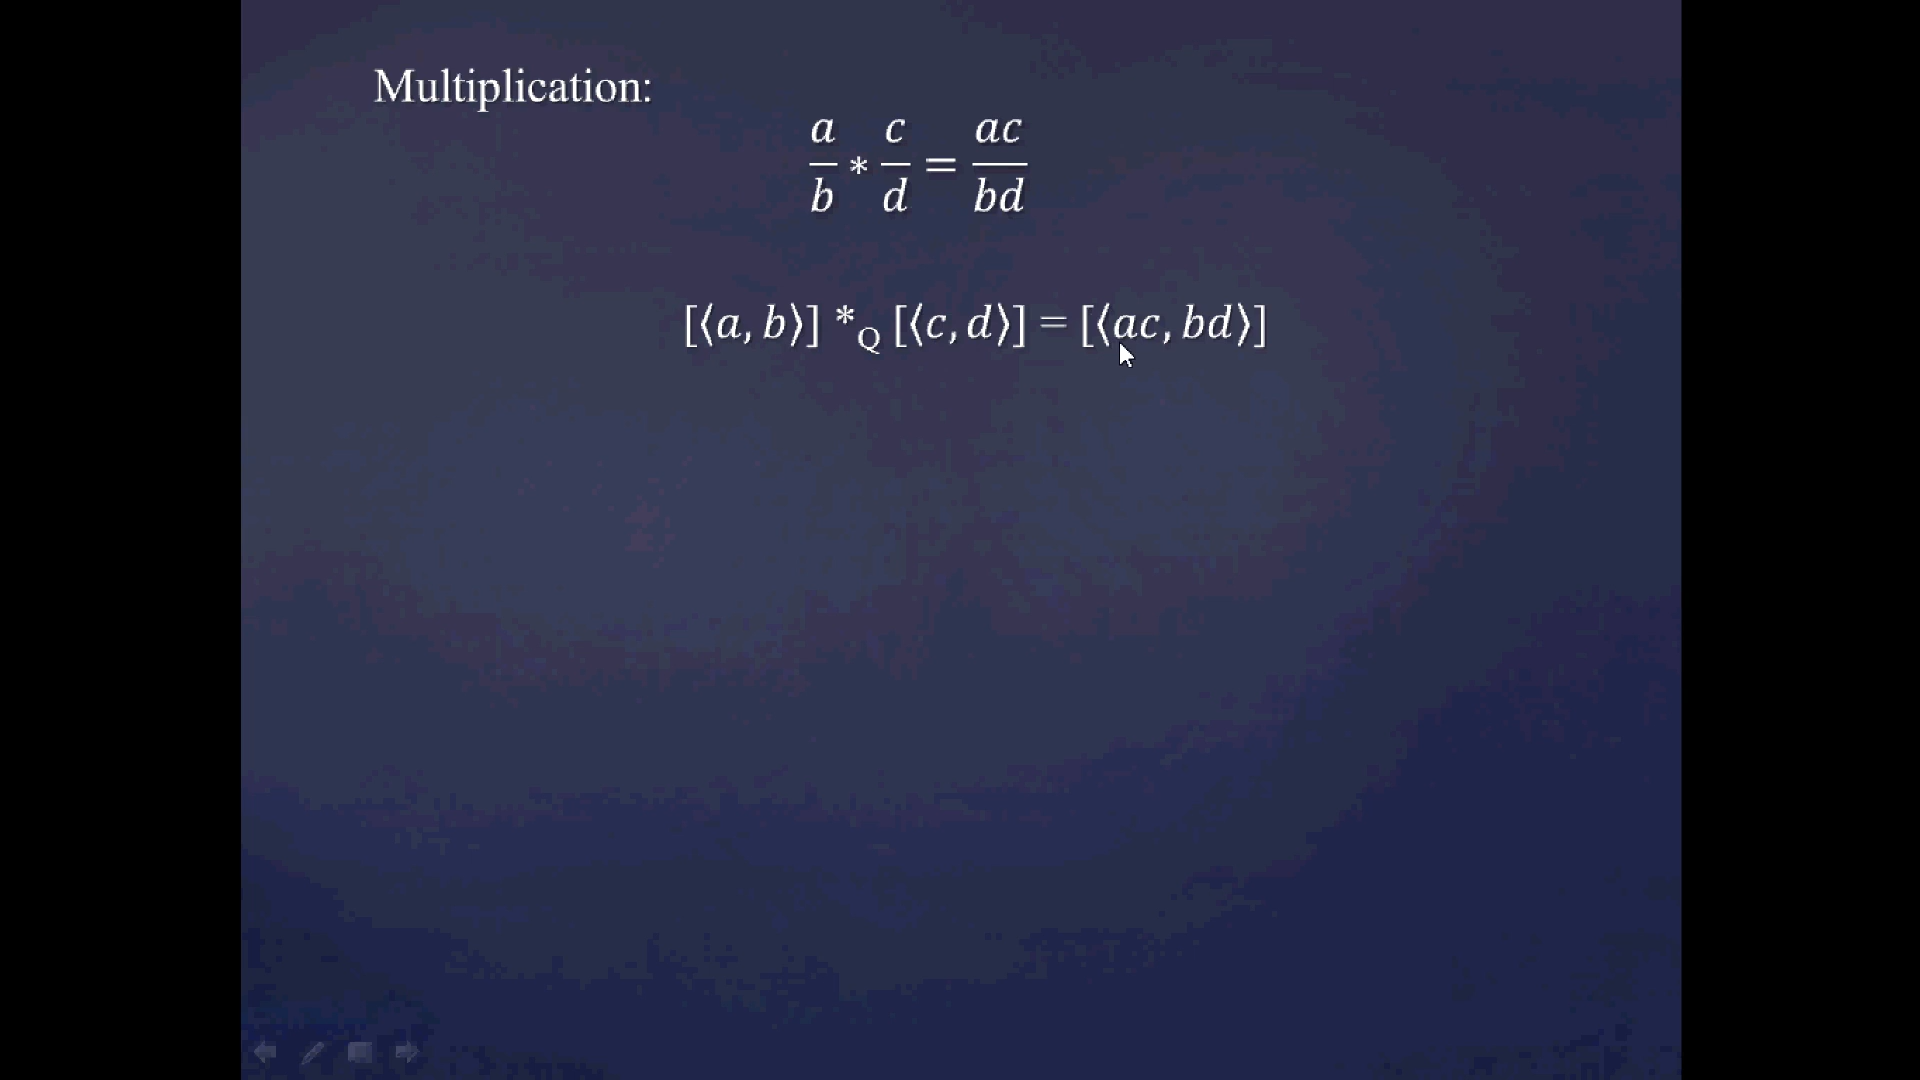 Multiplication:
a/b * c/d = ac/bd
[⟨a, b⟩] *_Q [⟨c, d⟩] = [⟨ac, bd⟩]